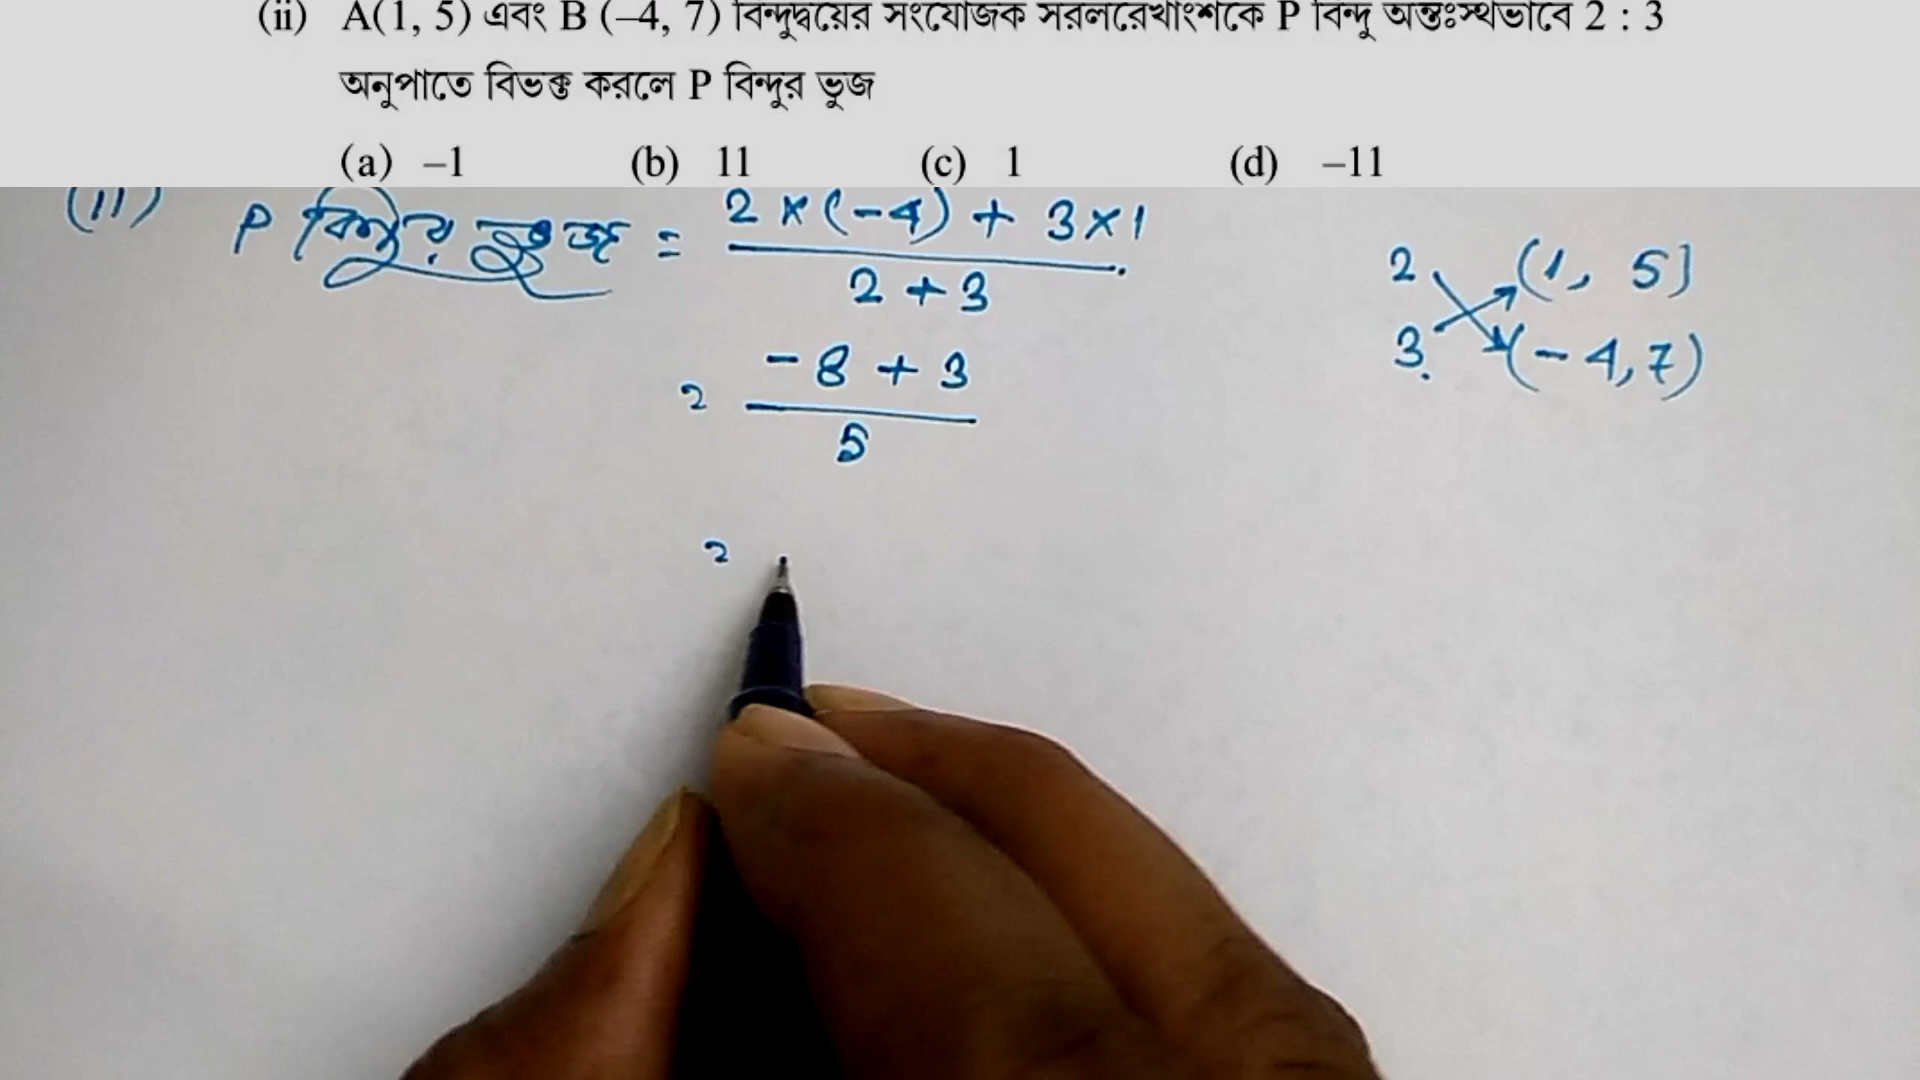 (ii) A(1, 5) এবং B (–4, 7) বিন্দুদ্বয়ের সংযোজক সরলরেখাংশকে P বিন্দু অন্তঃস্থভাবে 2 : 3
অনুপাতে বিভক্ত করলে P বিন্দুর ভুজ
(a) –1 (b) 11 (c) 1 (d) –11
(ii) P বিন্দুর ভুজ = 2 × (-4) + 3 × 1
2 + 3
= - 8 + 3
5
=
2 (1, 5)
3 (- 4, 7)